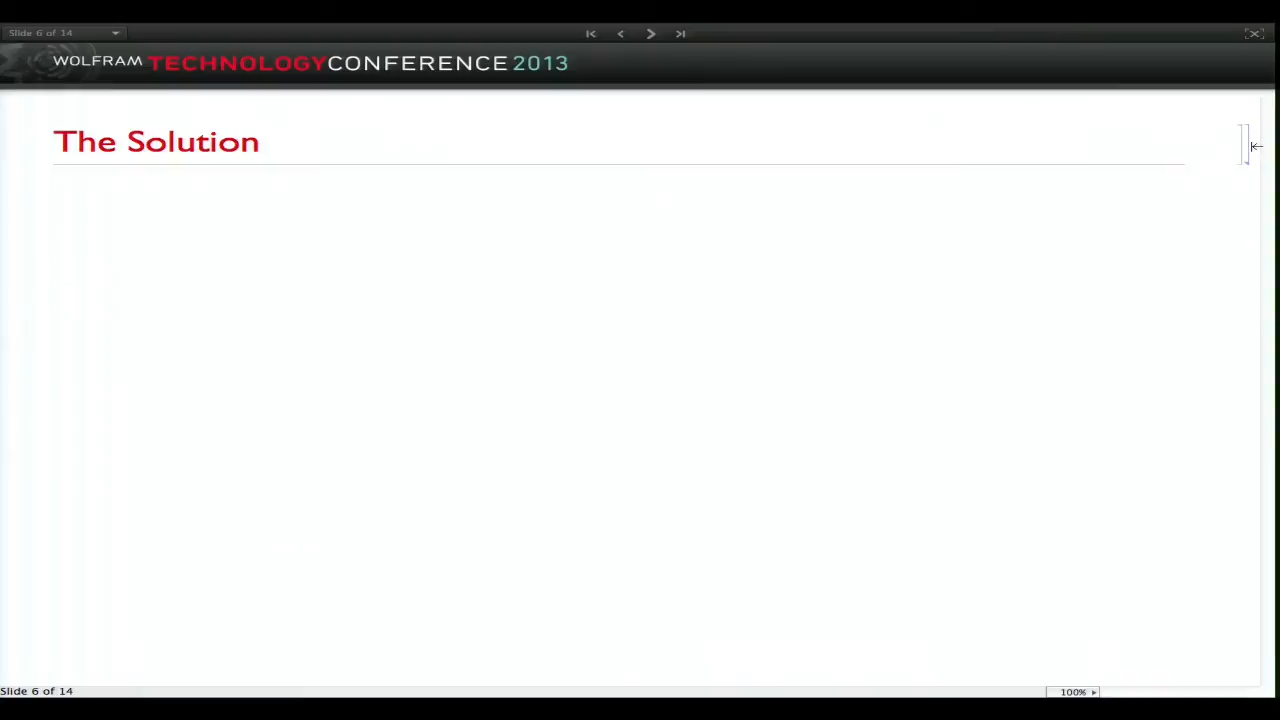 Slide 6 of 14
WOLFRAM TECHNOLOGYCONFERENCE 2013
The Solution
Slide 6 of 14
100%